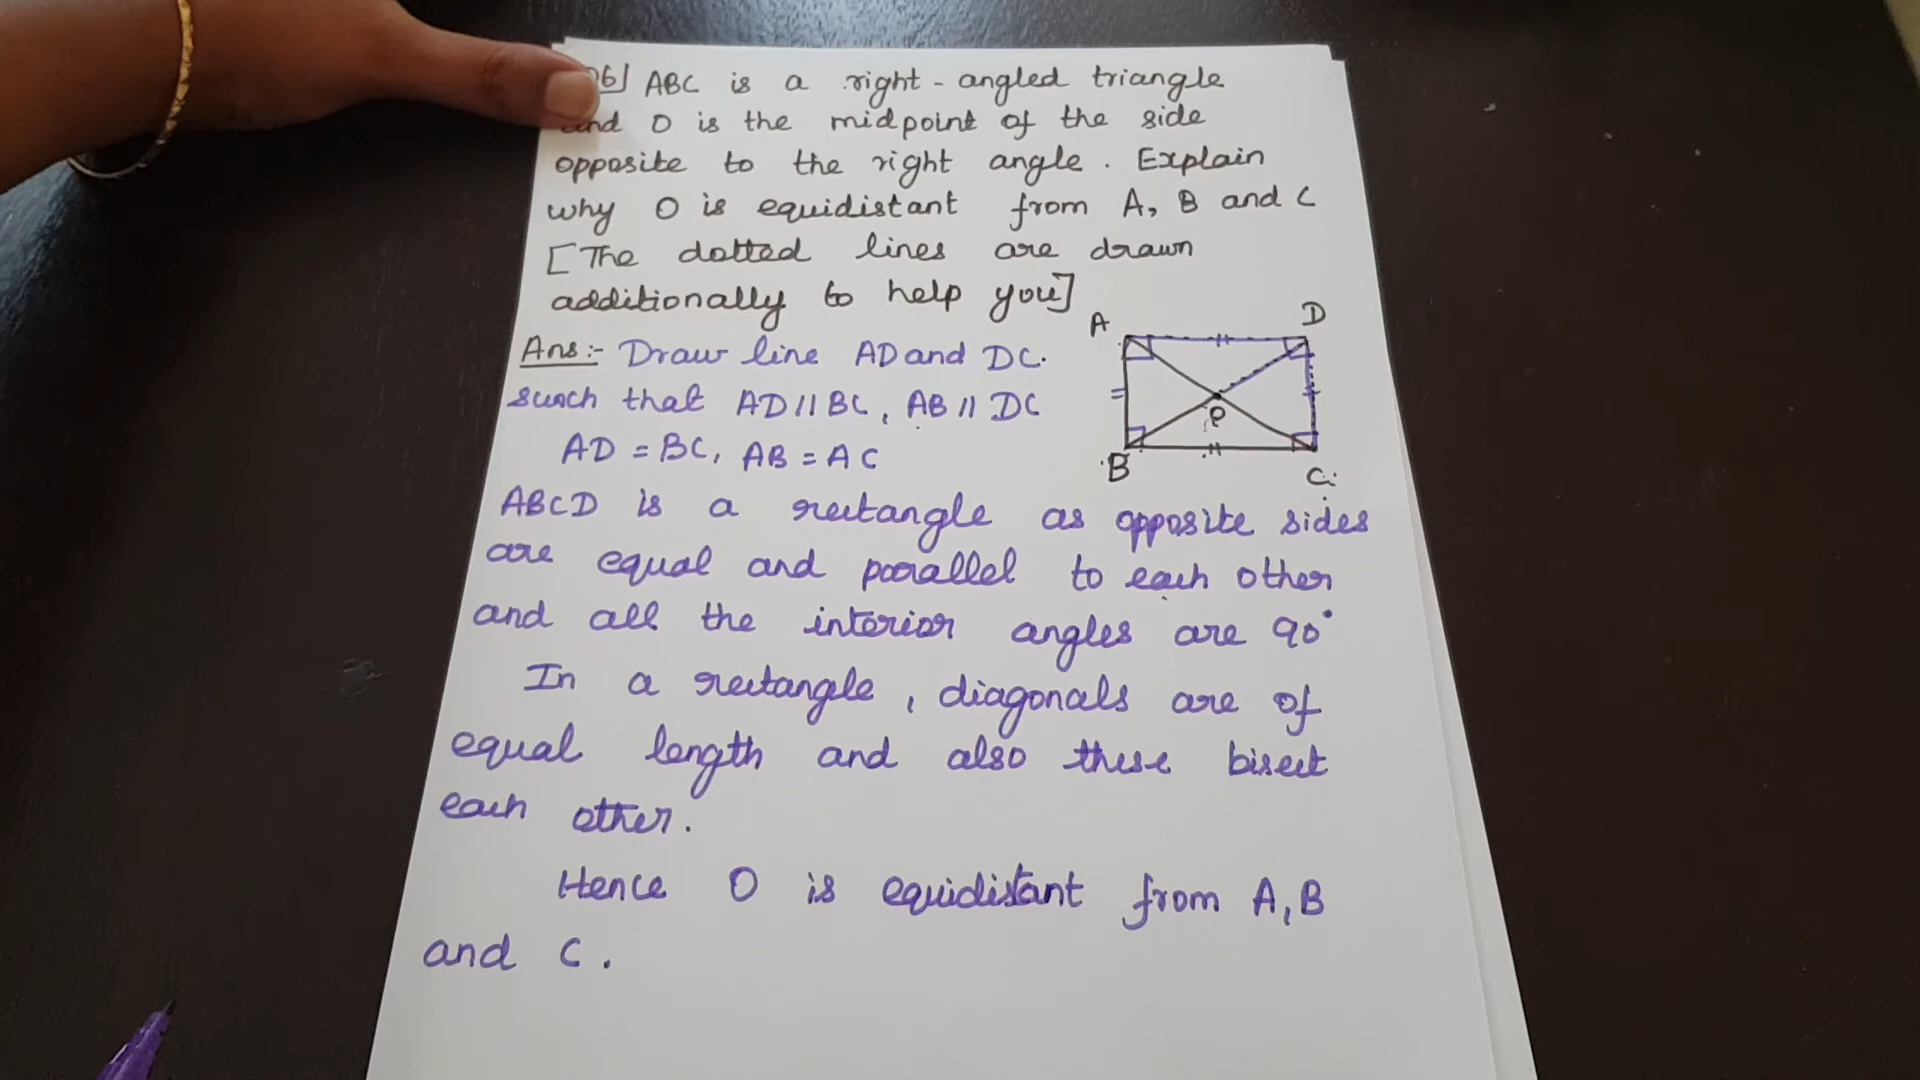 6] ABC is a right-angled triangle
and O is the midpoint of the side
opposite to the right angle. Explain
why O is equidistant from A, B and C
[The dotted lines are drawn
additionally to help you]
A D
Ans:- Draw line AD and DC.
such that AD//BC, AB// DC
P
AD = BC, AB = AC
B C
ABCD is a rectangle as opposite sides
are equal and parallel to each other
and all the interior angles are 90°
In a rectangle, diagonals are of
equal length and also these bisect
each other.
Hence O is equidistant from A, B
and C.